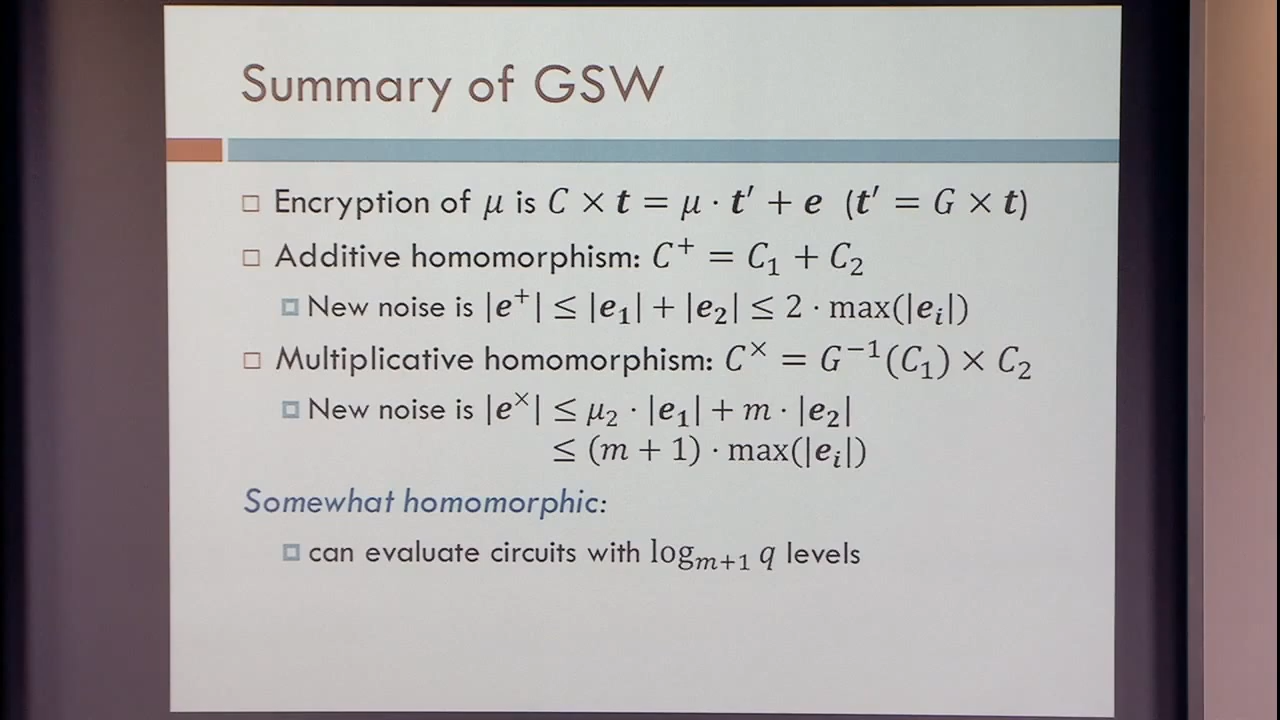 Summary of GSW
□ Encryption of μ is C × t = μ · t′ + e (t′ = G × t)
□ Additive homomorphism: C⁺ = C₁ + C₂
□ New noise is |e⁺| ≤ |e₁| + |e₂| ≤ 2 · max(|eᵢ|)
□ Multiplicative homomorphism: C^× = G⁻¹(C₁) × C₂
□ New noise is |e^×| ≤ μ₂ · |e₁| + m · |e₂|
≤ (m + 1) · max(|eᵢ|)
Somewhat homomorphic:
□ can evaluate circuits with logₘ₊₁ q levels